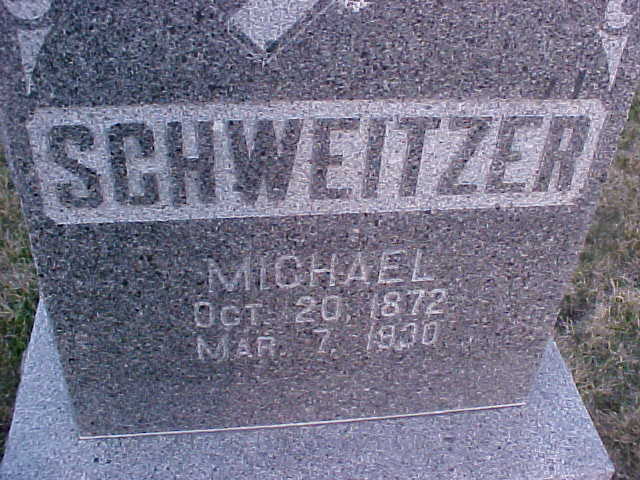 SCHWEITZER
MICHAEL
OCT. 20, 1872
MAR. 7, 1930